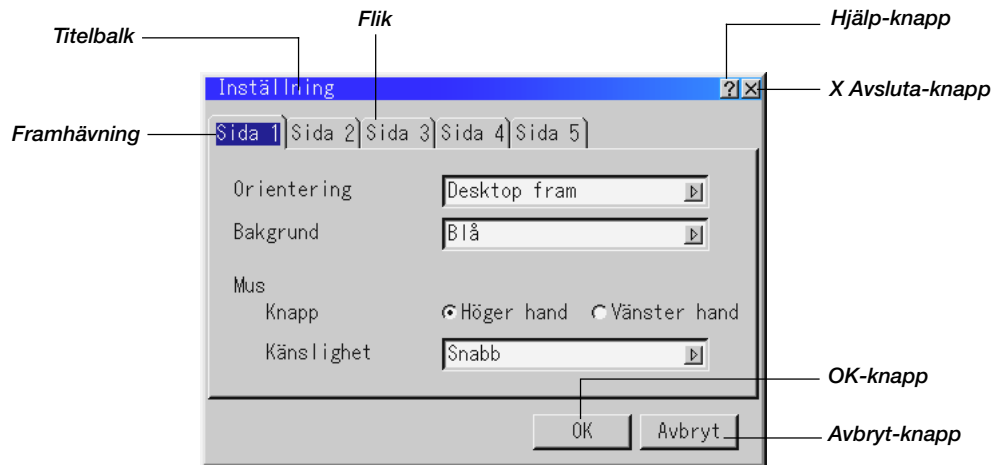 Flik
Hjälp-knapp
Titelbalk
Inställning
?
X Avsluta-knapp
Framhävning
Sida 1 Sida 2 Sida 3 Sida 4 Sida 5
Orientering Desktop fram
Bakgrund Blå
Mus
Knapp Höger hand Vänster hand
Känslighet Snabb
OK-knapp
OK Avbryt
Avbryt-knapp